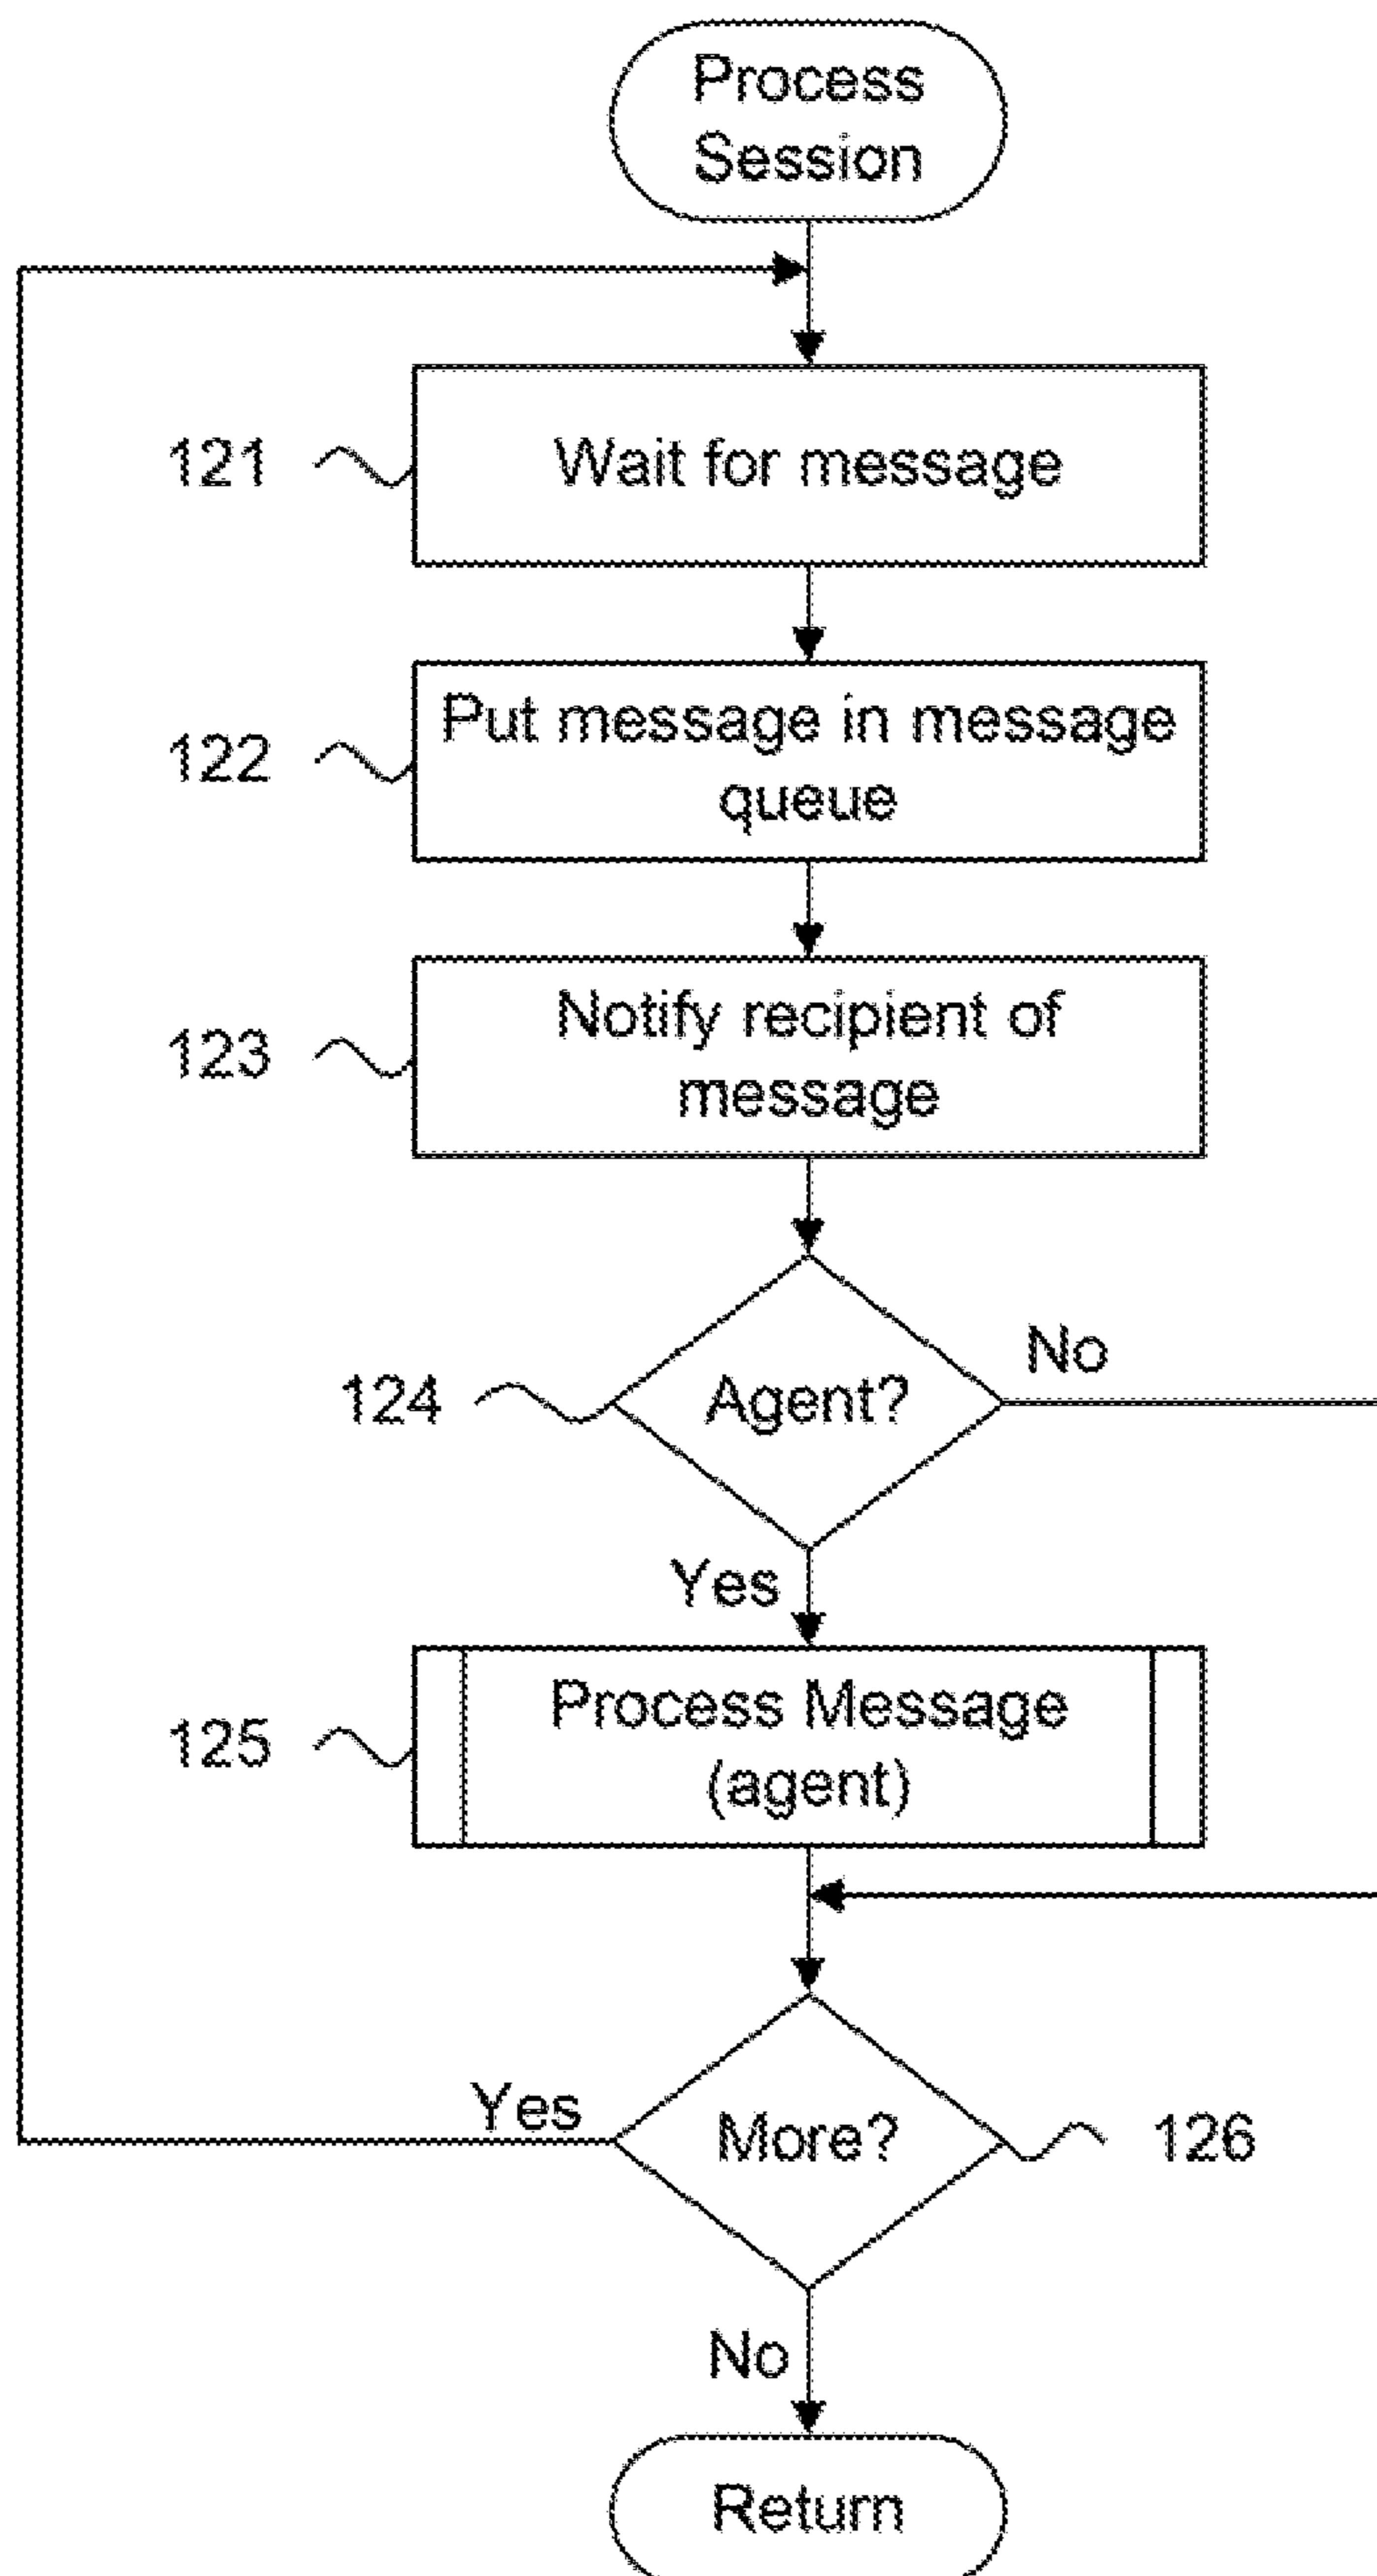 Process
Session
121
Wait for message
122
Put message in message
queue
123
Notify recipient of
message
124
Agent?
No
Yes
125
Process Message
(agent)
Yes
More?
126
No
Return